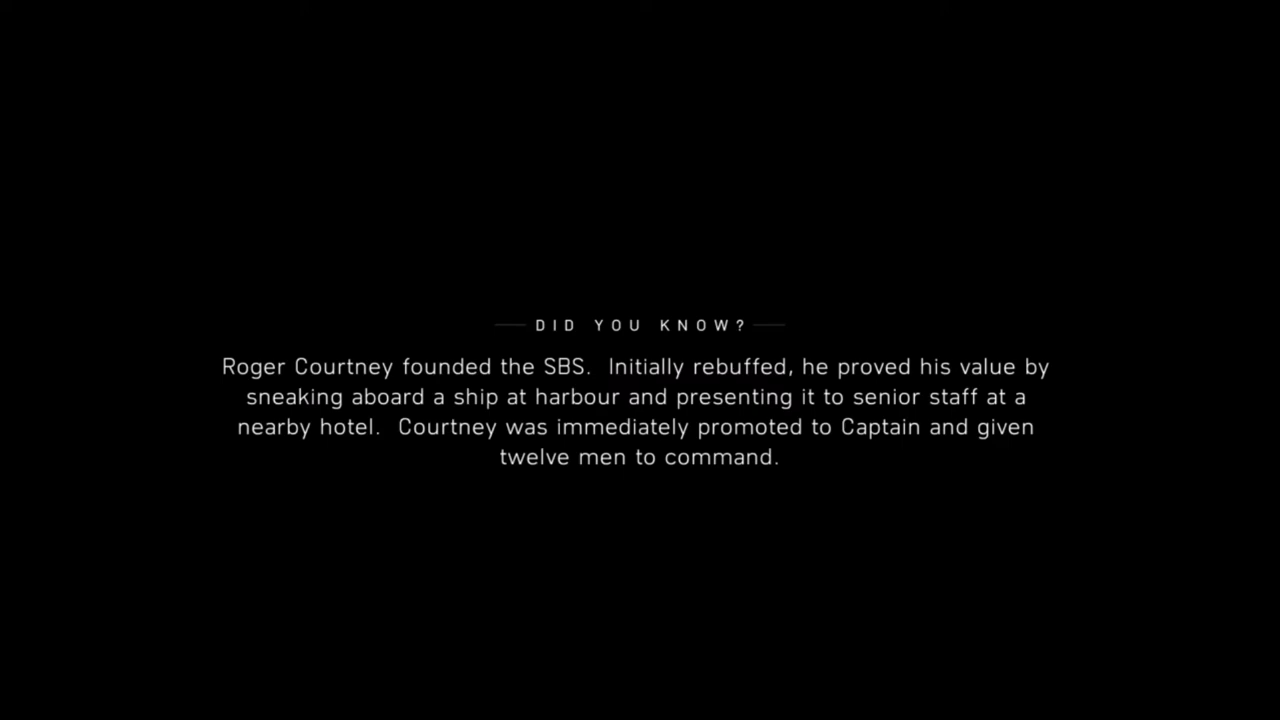 DID YOU KNOW?
Roger Courtney founded the SBS.  Initially rebuffed, he proved his value by
sneaking aboard a ship at harbour and presenting it to senior staff at a
nearby hotel.  Courtney was immediately promoted to Captain and given
twelve men to command.